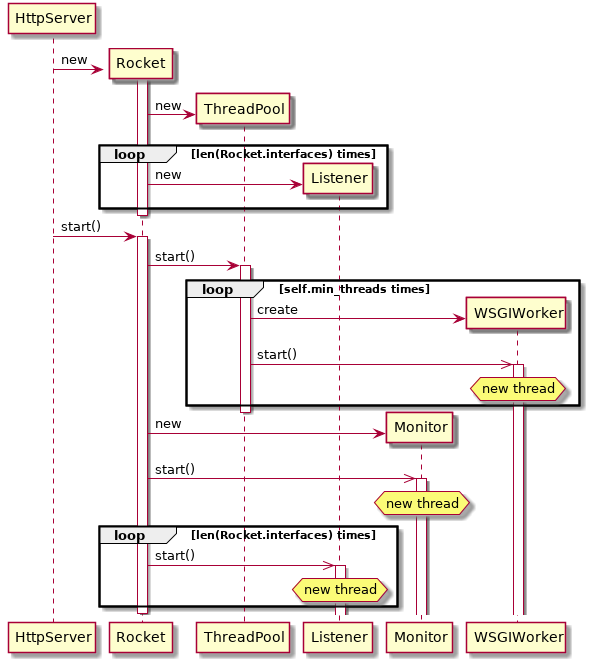 HttpServer
new
Rocket
new
ThreadPool
loop [len(Rocket.interfaces) times]
new
Listener
start()
start()
loop [self.min_threads times]
create
WSGIWorker
start()
new thread
new
Monitor
start()
new thread
loop [len(Rocket.interfaces) times]
start()
new thread
HttpServer Rocket ThreadPool Listener Monitor WSGIWorker